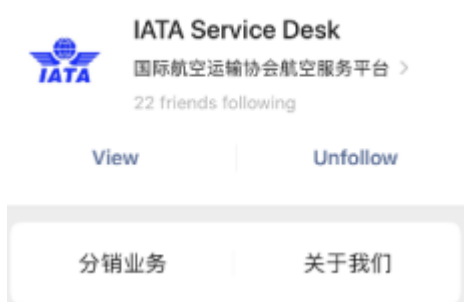 IATA Service Desk
IATA
国际航空运输协会航空服务平台 >
22 friends following
View Unfollow
分销业务 关于我们